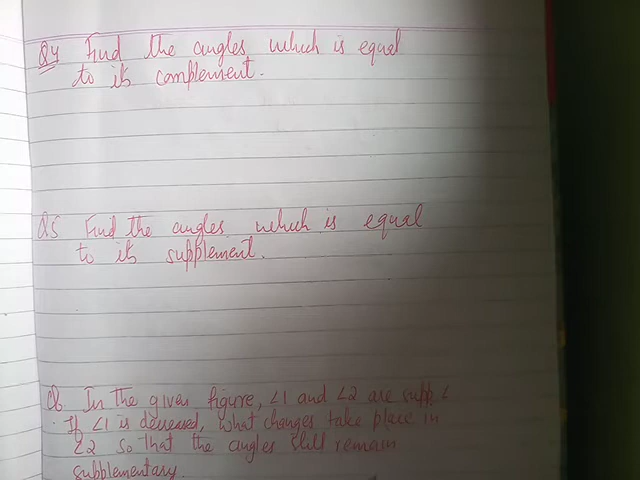 Q4 Find the angles which is equal
to its complement.
Q5 Find the angles which is equal
to its supplement.
Q6 In the given figure, ∠1 and ∠2 are supp. ∠
If ∠1 is decreased, what changes take place in
∠2 so that the angles still remain
supplementary.